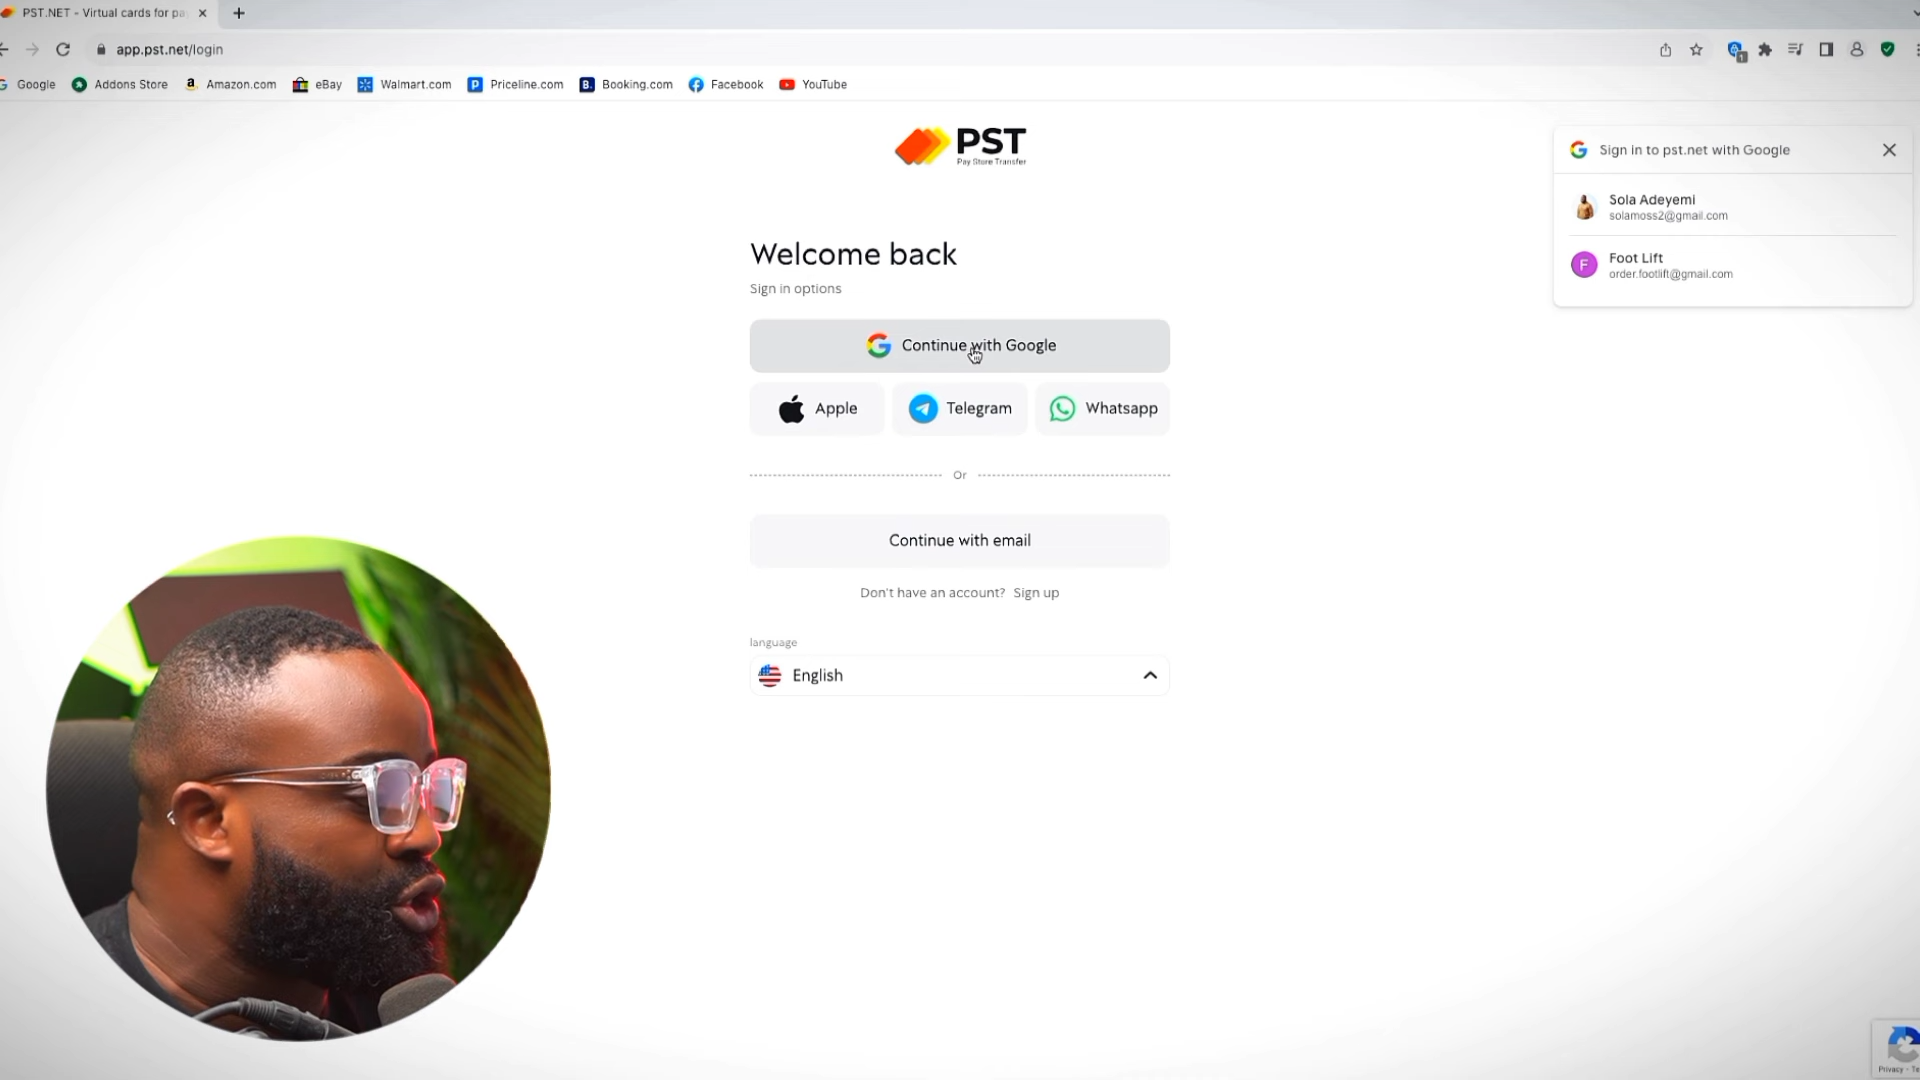 PST.NET - Virtual cards for pa
app.pst.net/login
1
Google
Addons Store
Amazon.com
eBay
Walmart.com
Priceline.com
Booking.com
Facebook
YouTube
PST
Pay Store Transfer
Sign in to pst.net with Google
Sola Adeyemi
solamoss2@gmail.com
F
Foot Lift
order.footlift@gmail.com
Welcome back
Sign in options
Continue with Google
Apple
Telegram
Whatsapp
Or
Continue with email
Don't have an account? Sign up
language
English
Privacy - Te